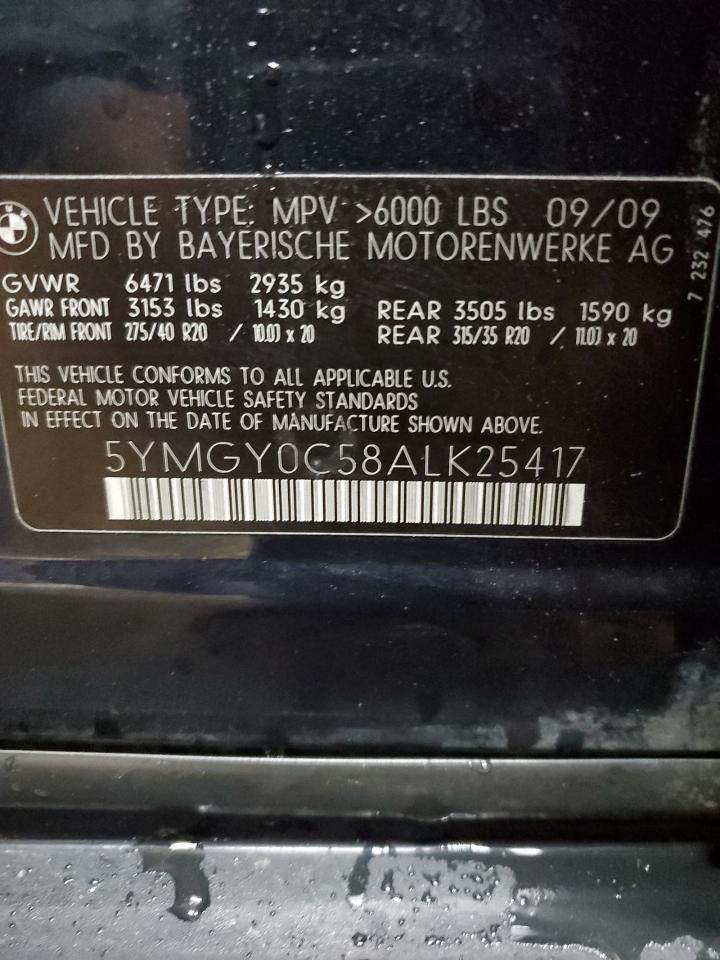 VEHICLE TYPE: MPV >6000 LBS 09/09
MFD BY BAYERISCHE MOTORENWERKE AG
7 232 476
GVWR 6471 lbs 2935 kg
GAWR FRONT 3153 lbs 1430 kg REAR 3505 lbs 1590 kg
TIRE/RIM FRONT 275/40 R20 / 10.0J x 20 REAR 315/35 R20 / 11.0J x 20
THIS VEHICLE CONFORMS TO ALL APPLICABLE U.S.
FEDERAL MOTOR VEHICLE SAFETY STANDARDS
IN EFFECT ON THE DATE OF MANUFACTURE SHOWN ABOVE.
5YMGY0C58ALK25417